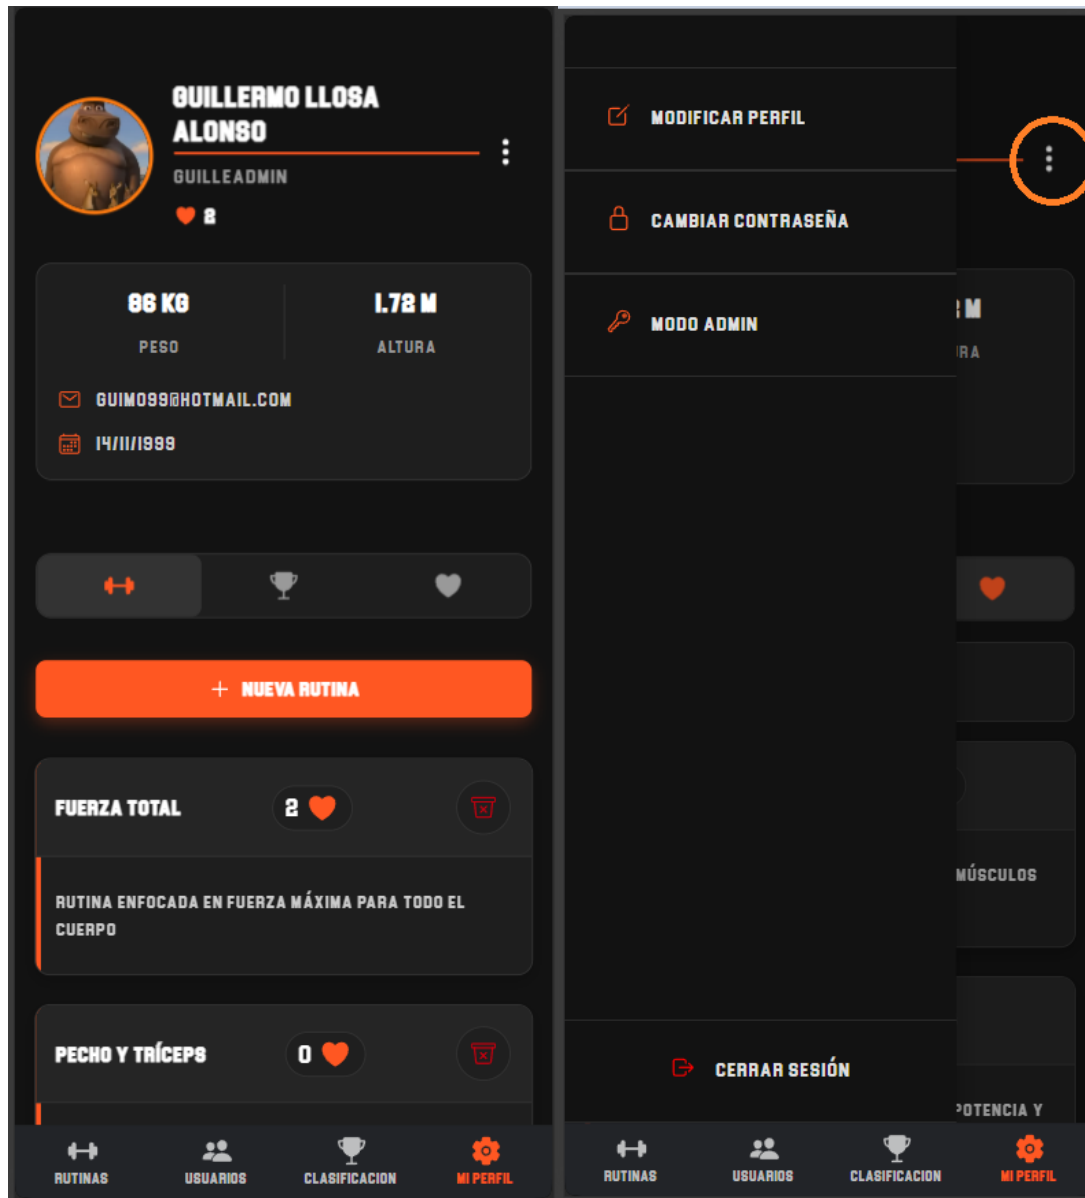 GUILLERMO LLOSA
ALONSO
GUILLEADMIN
2
86 KG
1.72 M
PESO
ALTURA
GUIMO99@HOTMAIL.COM
14/11/1999
+ NUEVA RUTINA
FUERZA TOTAL
2
RUTINA ENFOCADA EN FUERZA MÁXIMA PARA TODO EL
CUERPO
PECHO Y TRÍCEPS
0
RUTINAS
USUARIOS
CLASIFICACION
MI PERFIL
MODIFICAR PERFIL
CAMBIAR CONTRASEÑA
MODO ADMIN
M
RA
MÚSCULOS
POTENCIA Y
CERRAR SESIÓN
RUTINAS
USUARIOS
CLASIFICACION
MI PERFIL